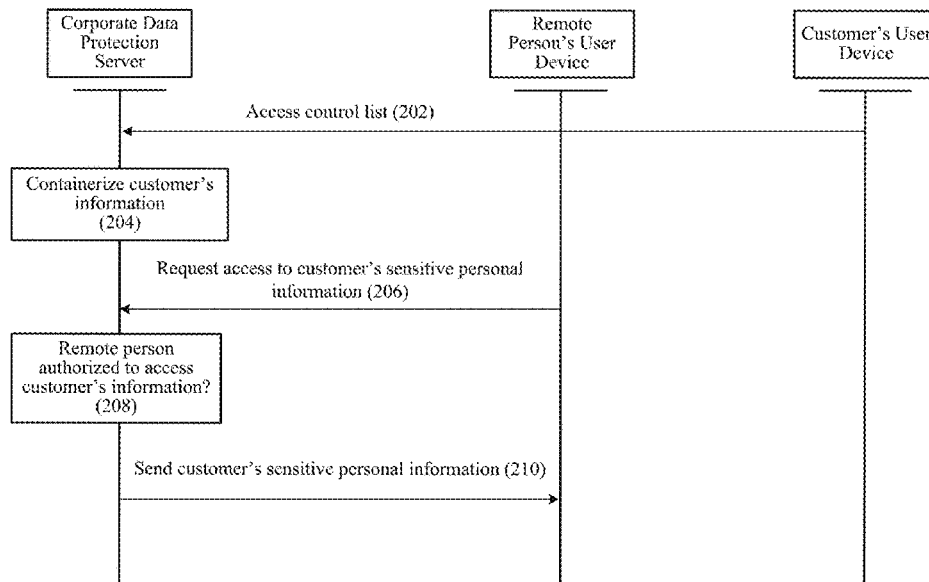 Corporate Data
Protection
Server
Remote
Person's User
Device
Customer's User
Device
Access control list (202)
Containerize customer's
information
(204)
Request access to customer's sensitive personal
information (206)
Remote person
authorized to access
customer's information?
(208)
Send customer's sensitive personal information (210)